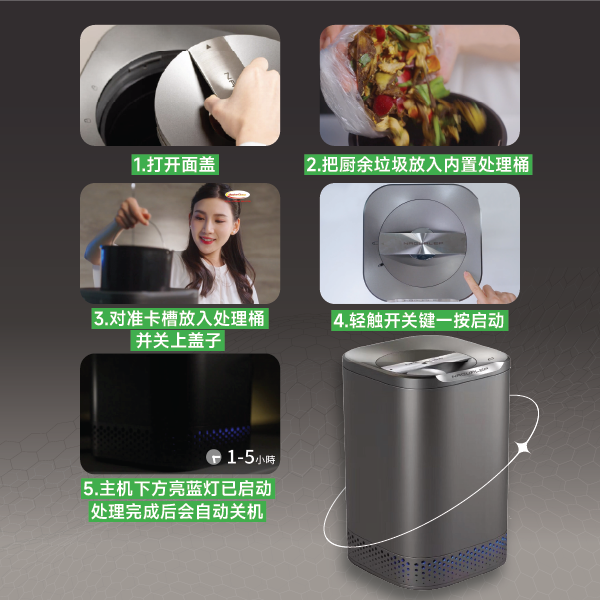 1.打开面盖
2.把厨余垃圾放入内置处理桶
3.对准卡槽放入处理桶
并关上盖子
4.轻触开关键一按启动
1-5小時
5.主机下方亮蓝灯已启动
处理完成后会自动关机